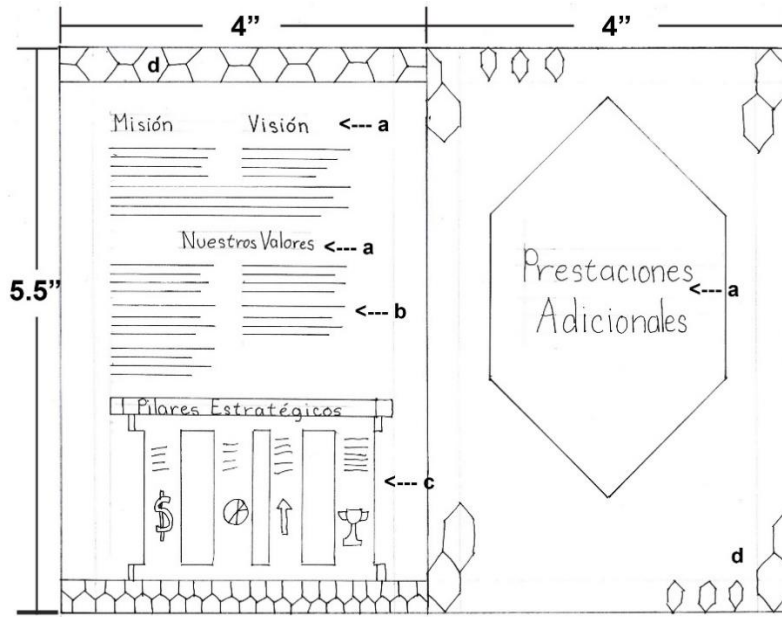 4”
4”
5.5”
d
Misión Visión <--- a
Nuestros Valores <--- a
<--- b
Pilares Estratégicos
<--- c
$
Prestaciones
<--- a
Adicionales
d